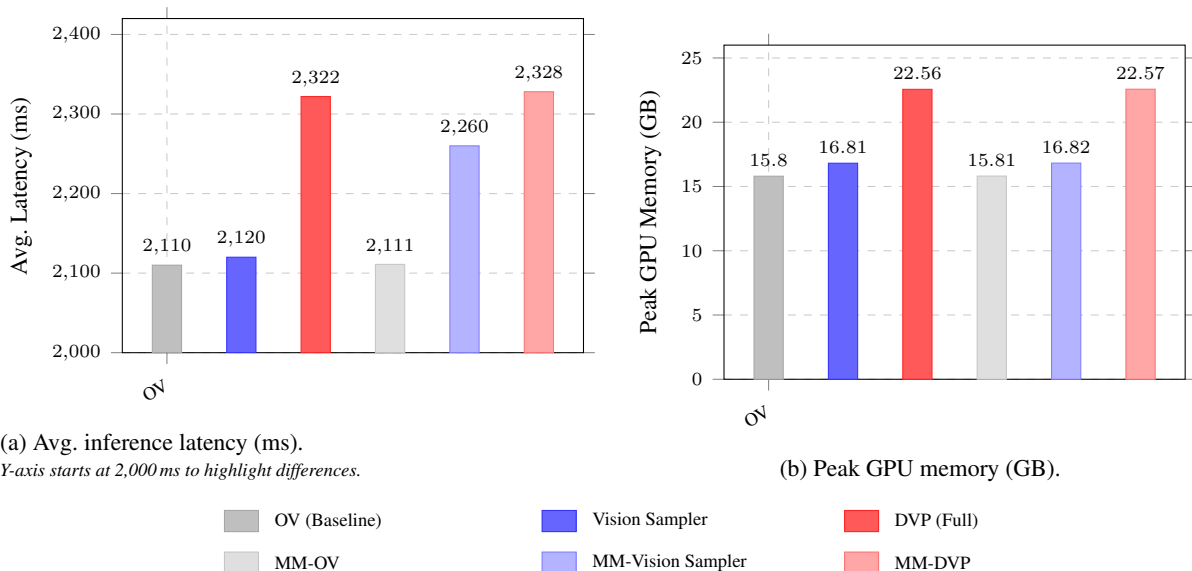 2,400
2,300
2,200
2,100
2,000
Avg. Latency (ms)
2,110
2,120
2,322
2,111
2,260
2,328
OV
(a) Avg. inference latency (ms).
Y-axis starts at 2,000 ms to highlight differences.
25
20
15
10
5
0
Peak GPU Memory (GB)
15.8
16.81
22.56
15.81
16.82
22.57
OV
(b) Peak GPU memory (GB).
OV (Baseline)
Vision Sampler
DVP (Full)
MM-OV
MM-Vision Sampler
MM-DVP